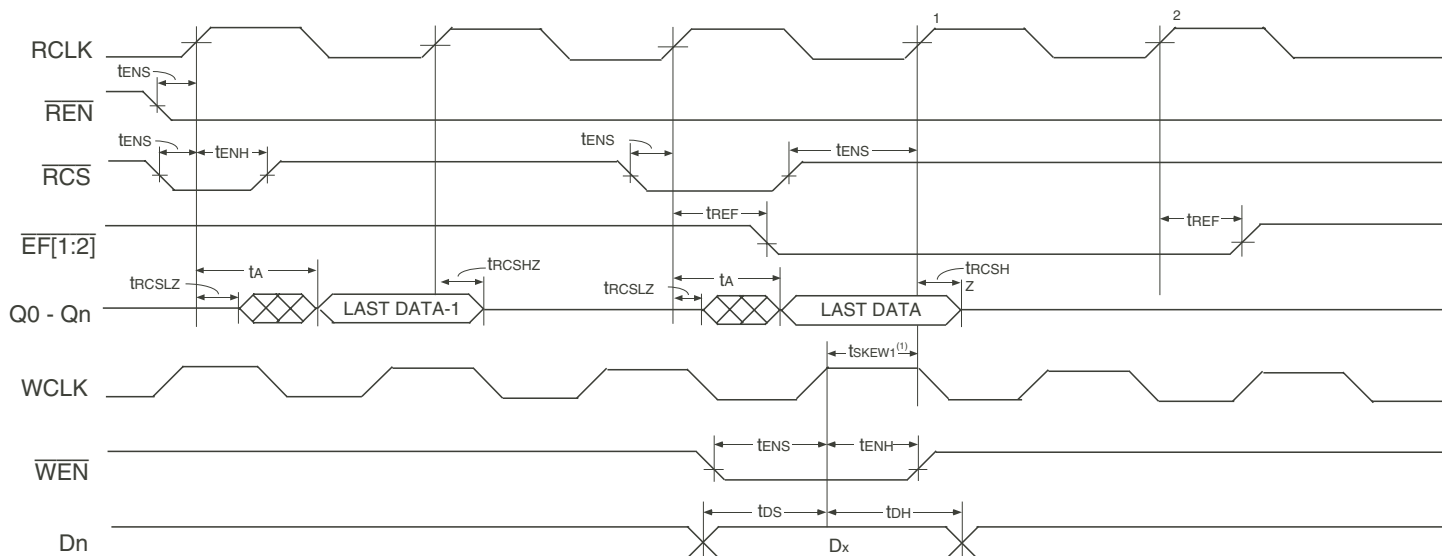 1 2
RCLK
tENS
REN
tENS tENH tENS tENS
RCS
tREF tREF
EF[1:2]
tRCSLZ tA tRCSHZ tRCSLZ tA tRCSH
Z
Q0 - Qn LAST DATA-1 LAST DATA
tSKEW1(1)
WCLK
tENS tENH
WEN
tDS tDH
Dn Dx